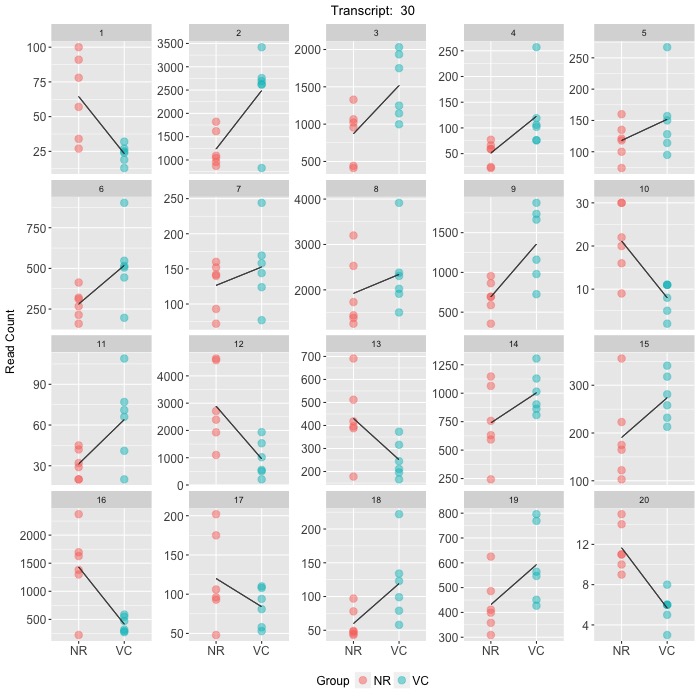 Transcript: 30
1 2 3 4 5
100 75 50 25
3500 3000 2500 2000 1500 1000
2000 1500 1000 500
250 200 150 100 50
250 200 150 100
6 7 8 9 10
750 500 250
250 200 150 100
4000 3000 2000
1500 1000 500
30 20 10
Read Count
11 12 13 14 15
90 60 30
4000 3000 2000 1000 0
700 600 500 400 300 200
1250 1000 750 500 250
300 200 100
16 17 18 19 20
2000 1500 1000 500
200 150 100 50
200 150 100 50
800 700 600 500 400 300
12 8 4
NR VC NR VC NR VC NR VC NR VC
Group NR VC